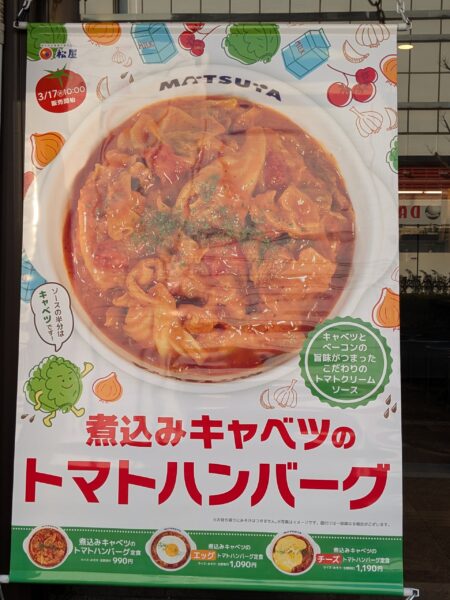 松屋
3/17(火)10:00
販売開始
MATSUYA
ソースの半分は
キャベツです!
キャベツと
ベーコンの
旨味がつまった
こだわりの
トマトクリーム
ソース
煮込みキャベツの
トマトハンバーグ
煮込みキャベツの
トマトハンバーグ定食
990円
煮込みキャベツの
エッグ トマトハンバーグ定食
1,090円
煮込みキャベツの
チーズ トマトハンバーグ定食
1,190円